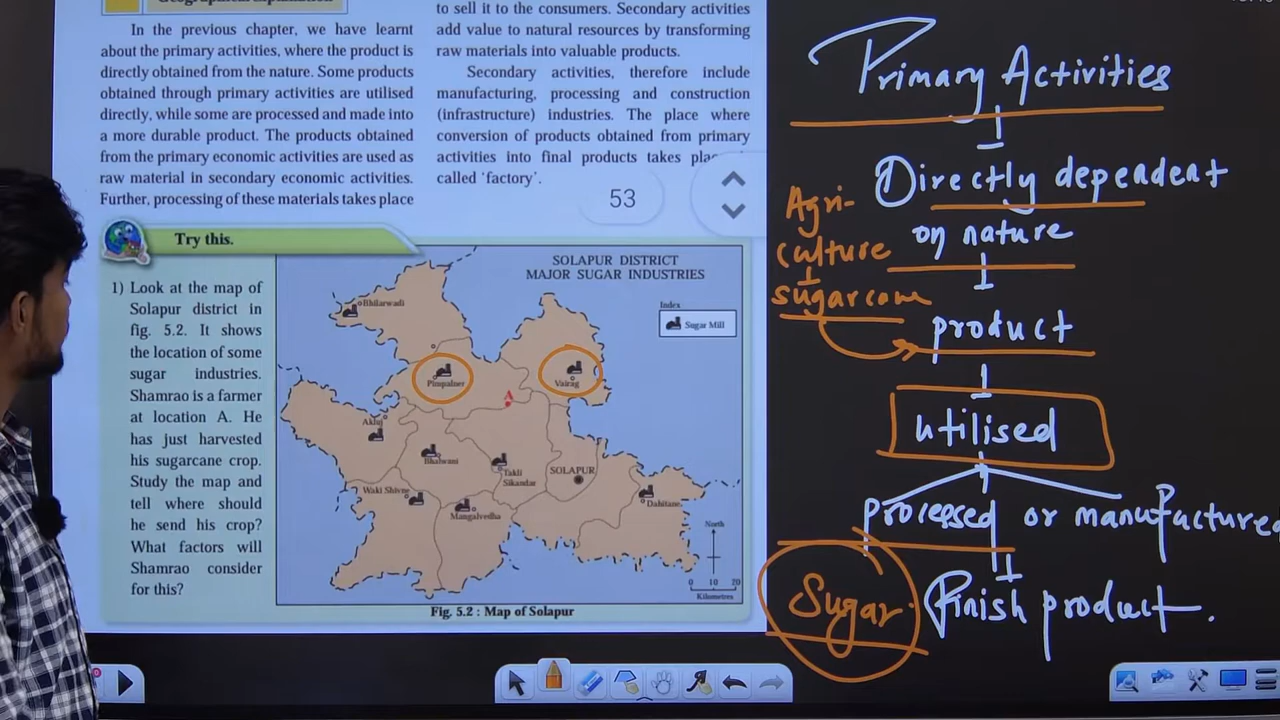 In the previous chapter, we have learnt
about the primary activities, where the product is
directly obtained from the nature. Some products
obtained through primary activities are utilised
directly, while some are processed and made into
a more durable product. The products obtained
from the primary economic activities are used as
raw material in secondary economic activities.
Further, processing of these materials takes place
to sell it to the consumers. Secondary activities
add value to natural resources by transforming
raw materials into valuable products.
Secondary activities, therefore include
manufacturing, processing and construction
(infrastructure) industries. The place where
conversion of products obtained from primary
activities into final products takes
called 'factory'.
53
Try this.
1) Look at the map of
Solapur district in
fig. 5.2. It shows
the location of some
sugar industries.
Shamrao is a farmer
at location A. He
has just harvested
his sugarcane crop.
Study the map and
tell where should
he send his crop?
What factors will
Shamrao consider
for this?
SOLAPUR DISTRICT
MAJOR SUGAR INDUSTRIES
Index
Sugar Mill
Bhilarwadi
Pimpalner
Vairag
A
Akluj
Bhalwani
Takli
Sikandar
SOLAPUR
Waki Shivne
Mangalvedha
Dahitane
North
0 10 20
Kilometres
Fig. 5.2 : Map of Solapur
Primary Activities
Directly dependent
on nature
Agri-
culture
sugarcane
product
utilised
processed or manufactured
Sugar
Finish product.